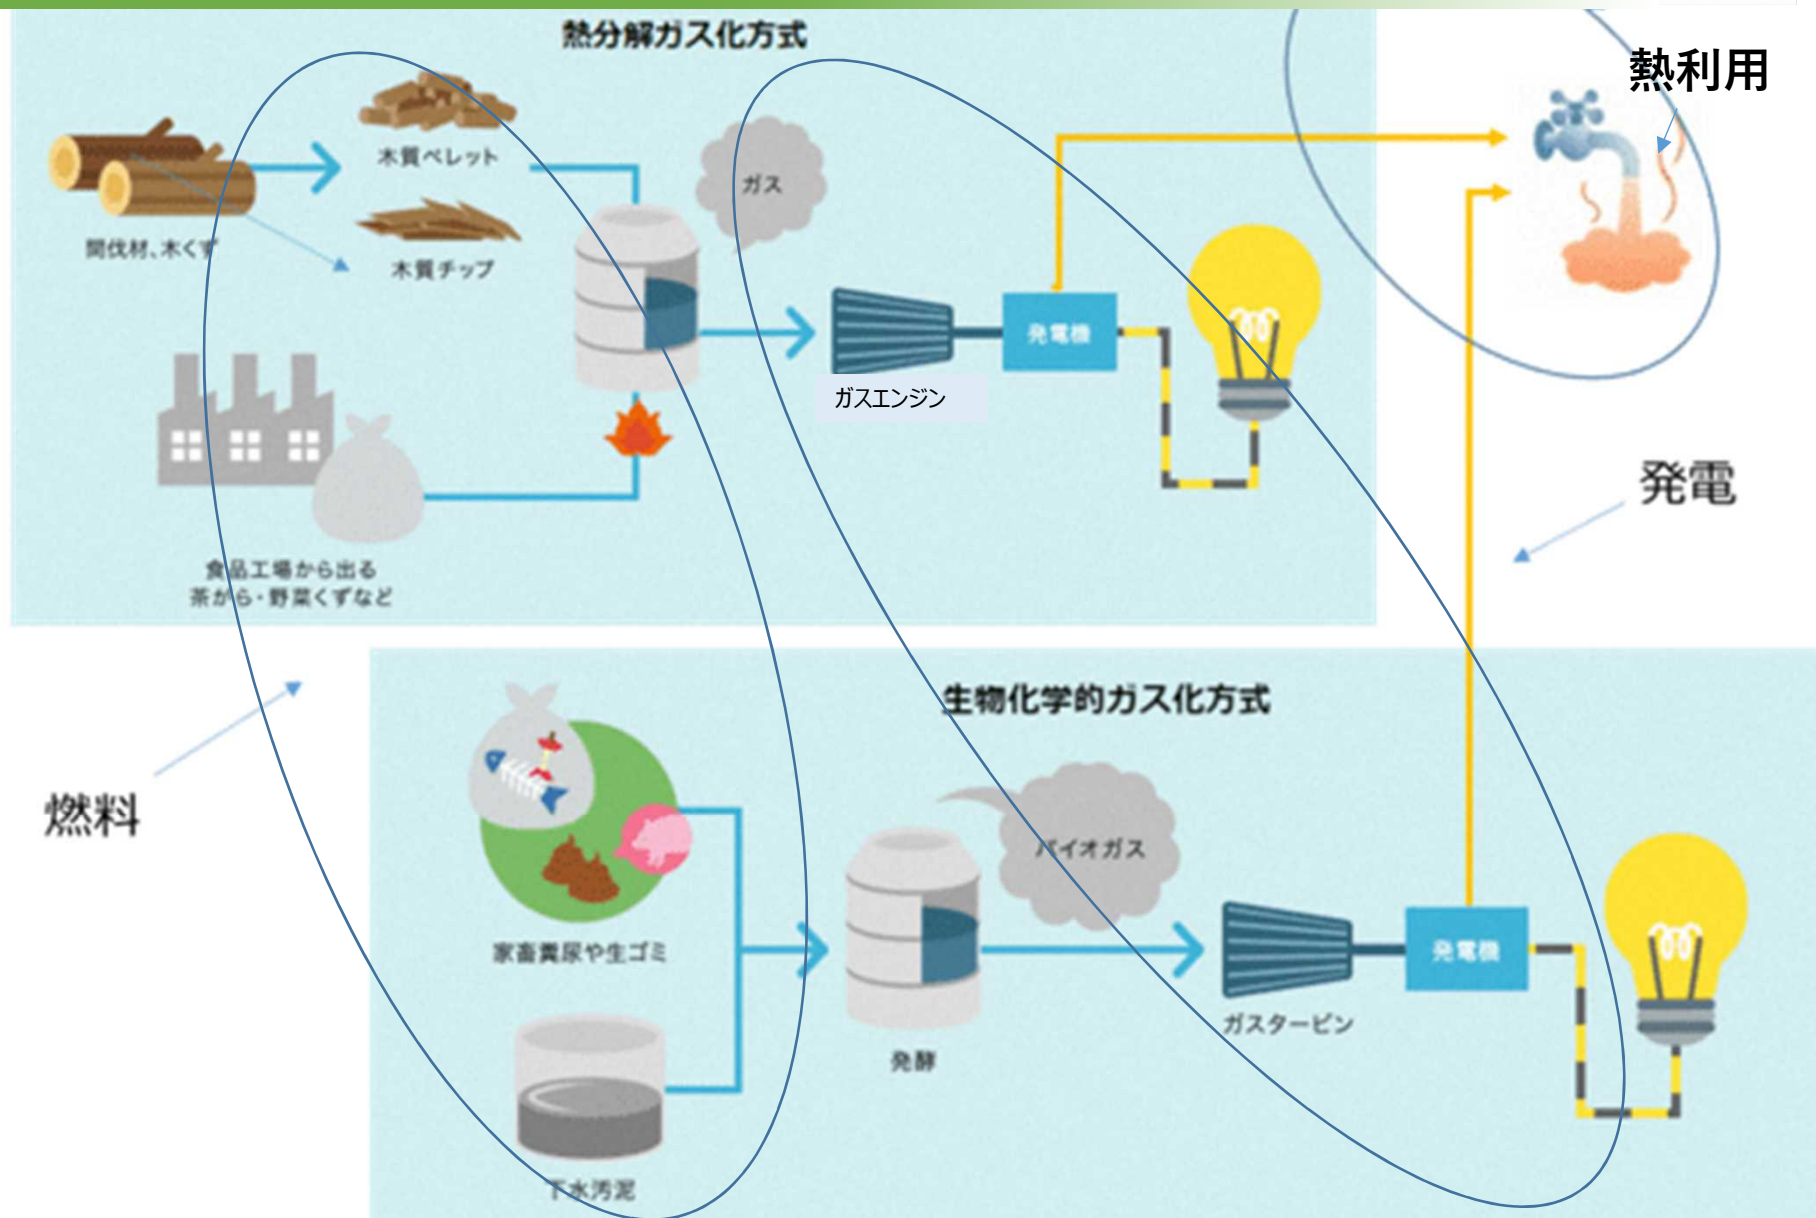 熱分解ガス化方式
熱利用
木質ペレット
ガス
間伐材、木くず
木質チップ
発電機
ガスエンジン
発電
食品工場から出る
茶がら・野菜くずなど
生物化学的ガス化方式
燃料
バイオガス
家畜糞尿や生ゴミ
発電機
ガスタービン
発酵
下水汚泥